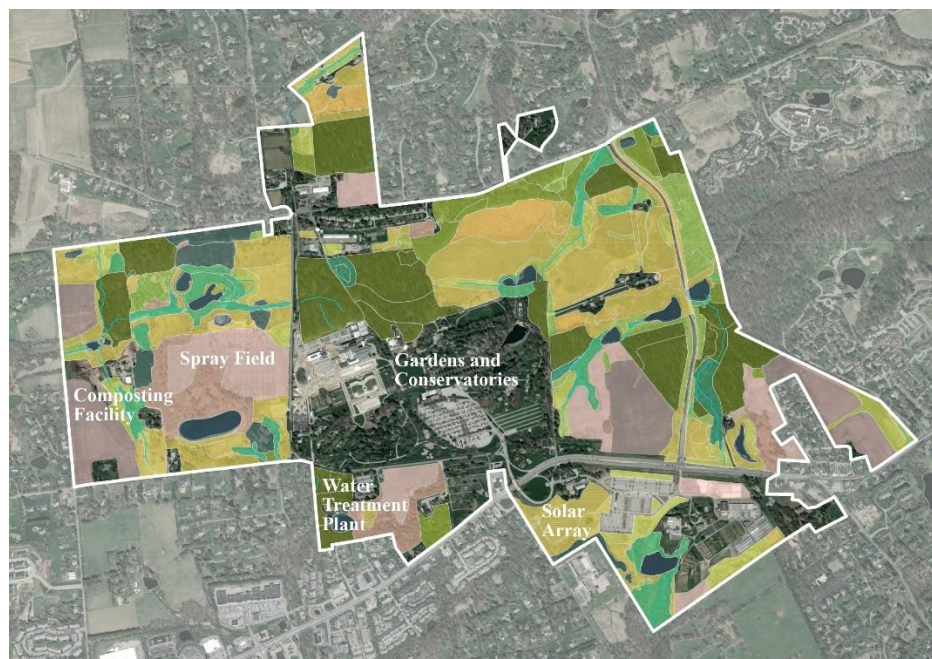 Spray Field
Gardens and
Conservatories
Composting
Facility
Water
Treatment
Plant
Solar
Array